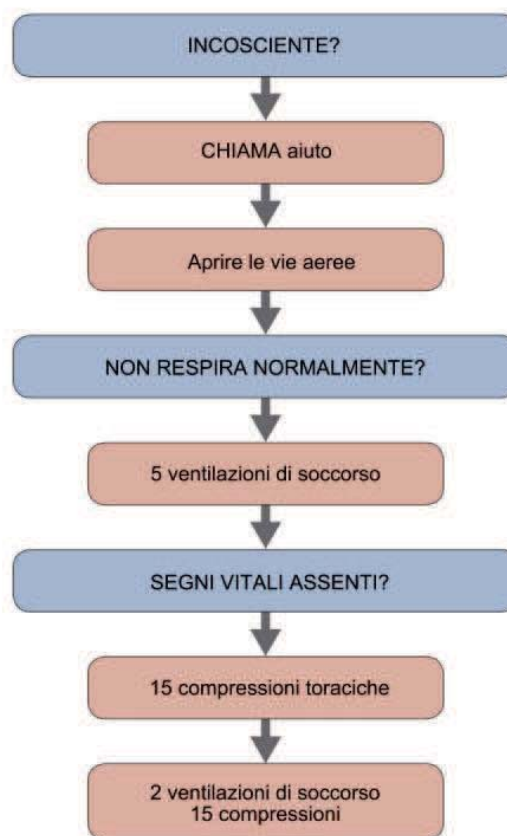 INCOSCIENTE?
CHIAMA aiuto
Aprire le vie aeree
NON RESPIRA NORMALMENTE?
5 ventilazioni di soccorso
SEGNI VITALI ASSENTI?
15 compressioni toraciche
2 ventilazioni di soccorso
15 compressioni